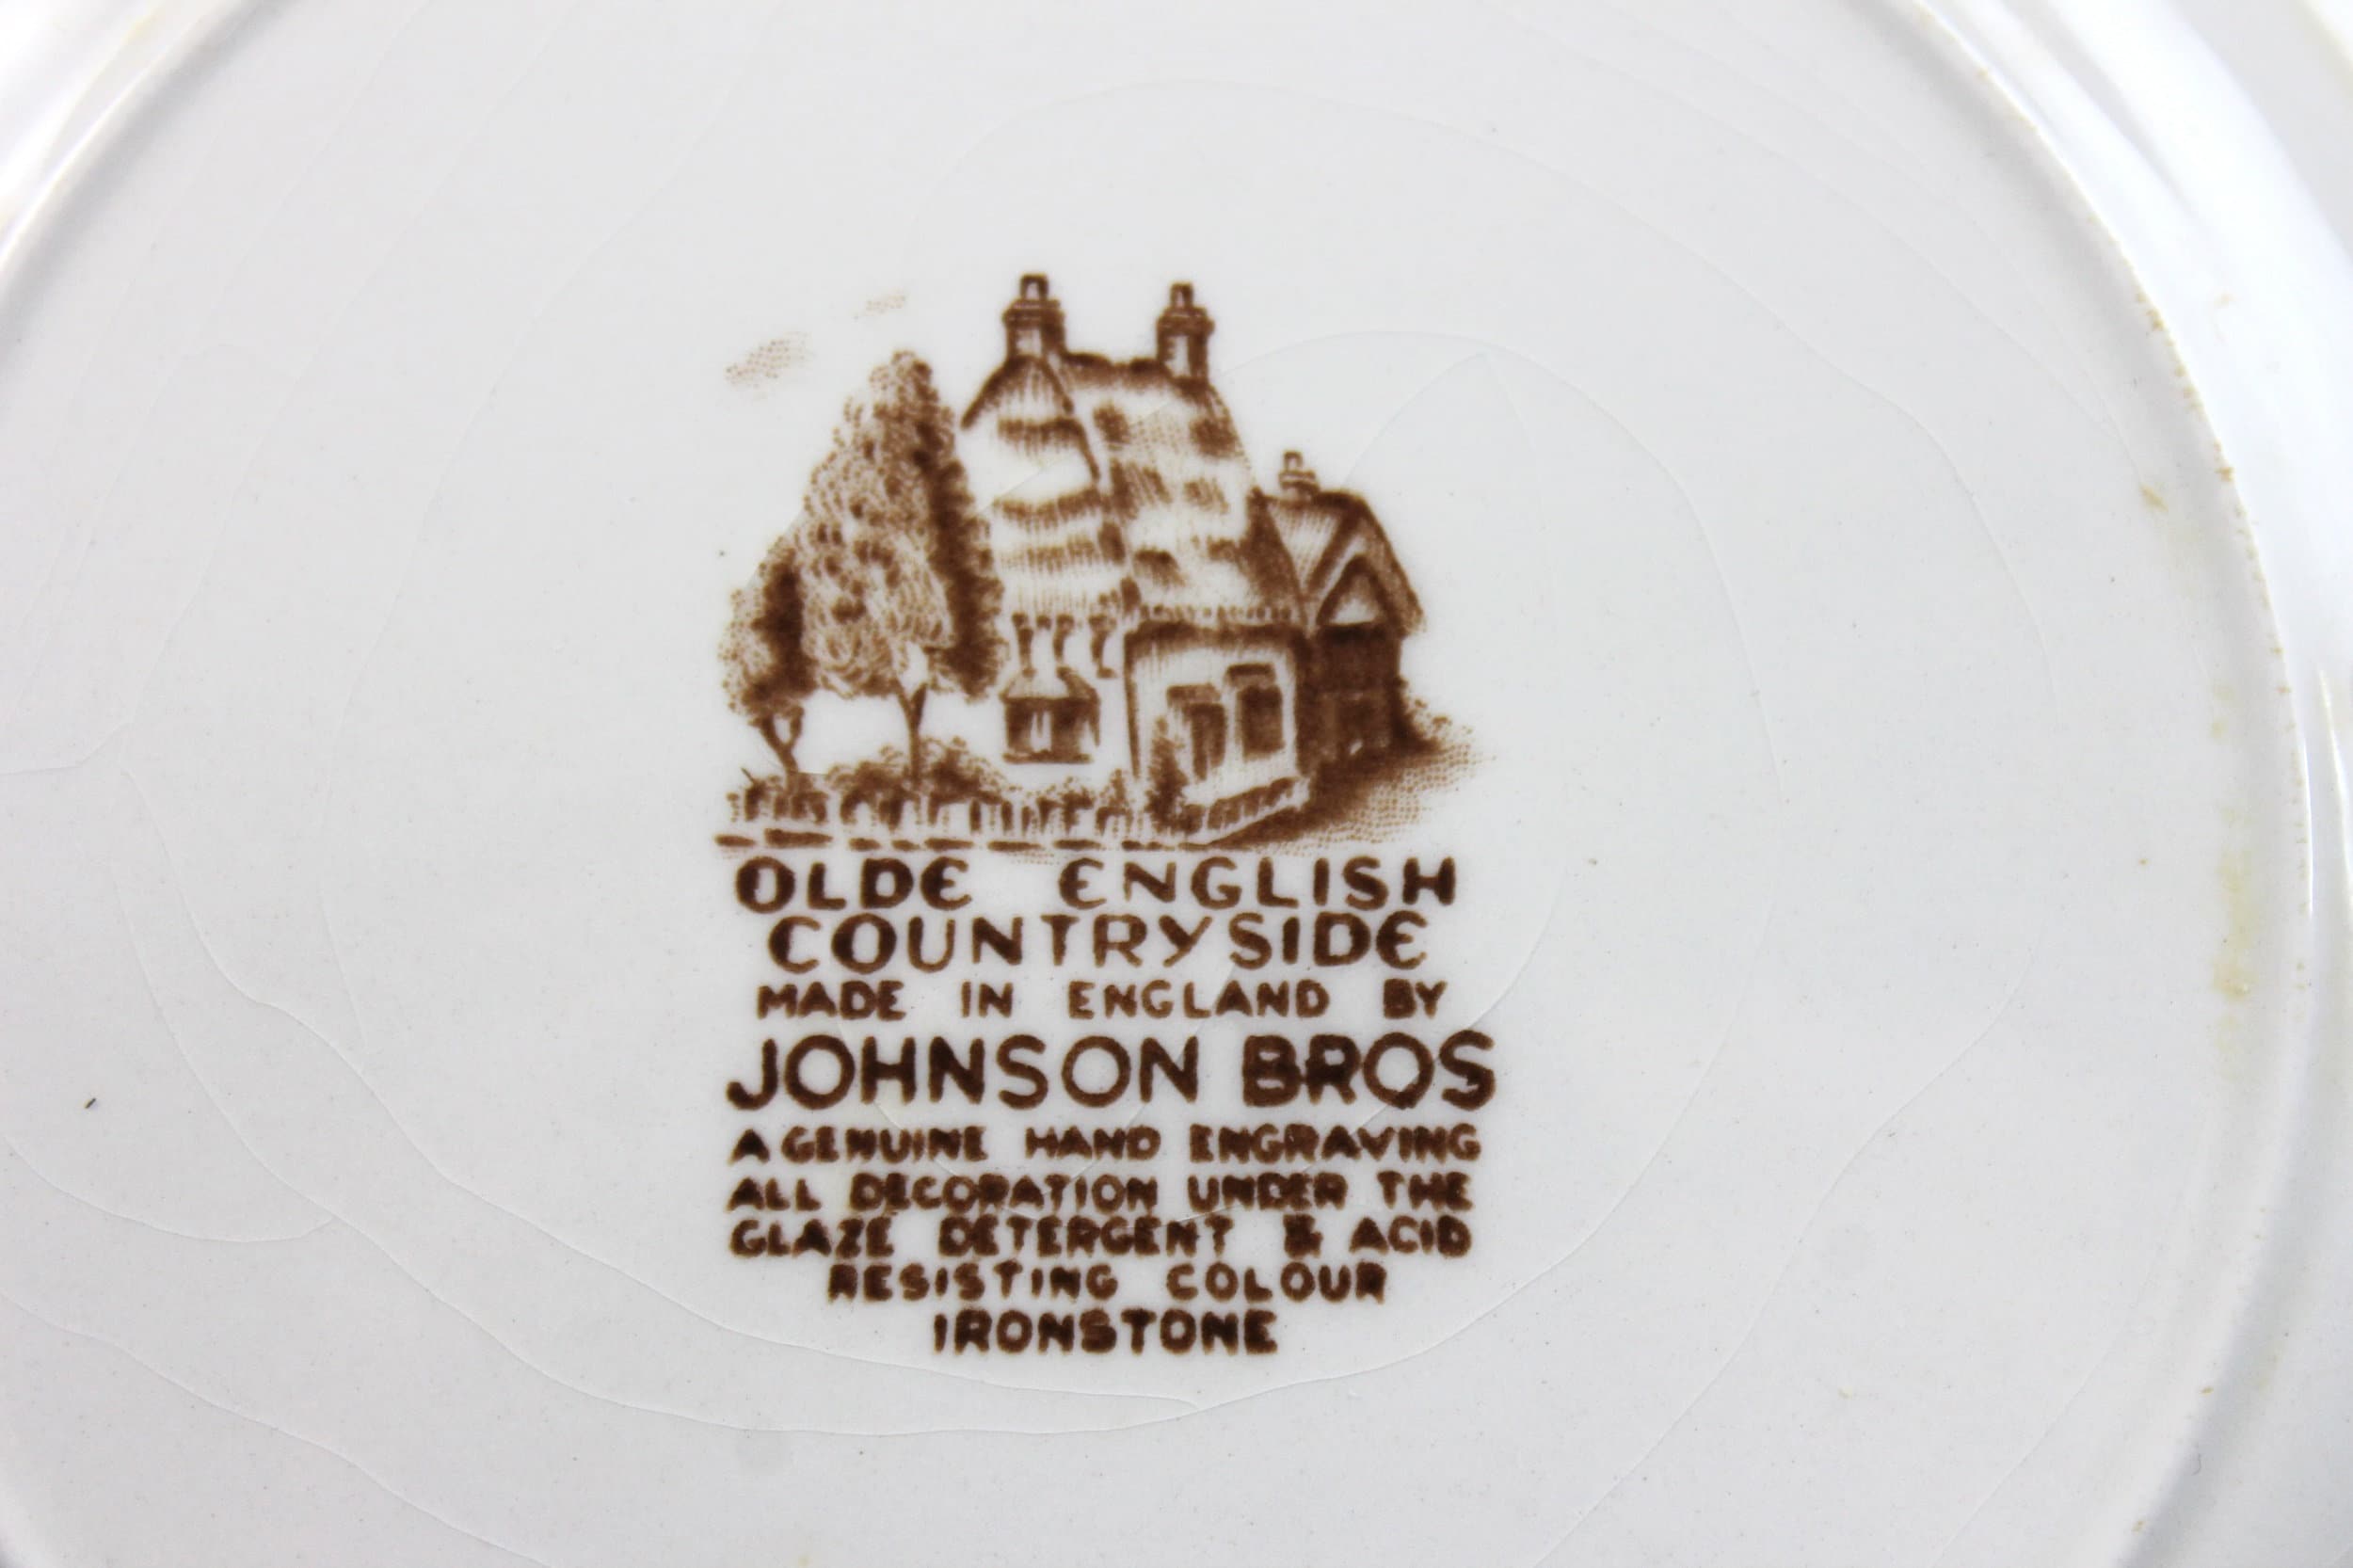 OLDE ENGLISH
COUNTRYSIDE
MADE IN ENGLAND BY
JOHNSON BROS
A GENUINE HAND ENGRAVING
ALL DECORATION UNDER THE
GLAZE DETERGENT & ACID
RESISTING COLOUR
IRONSTONE